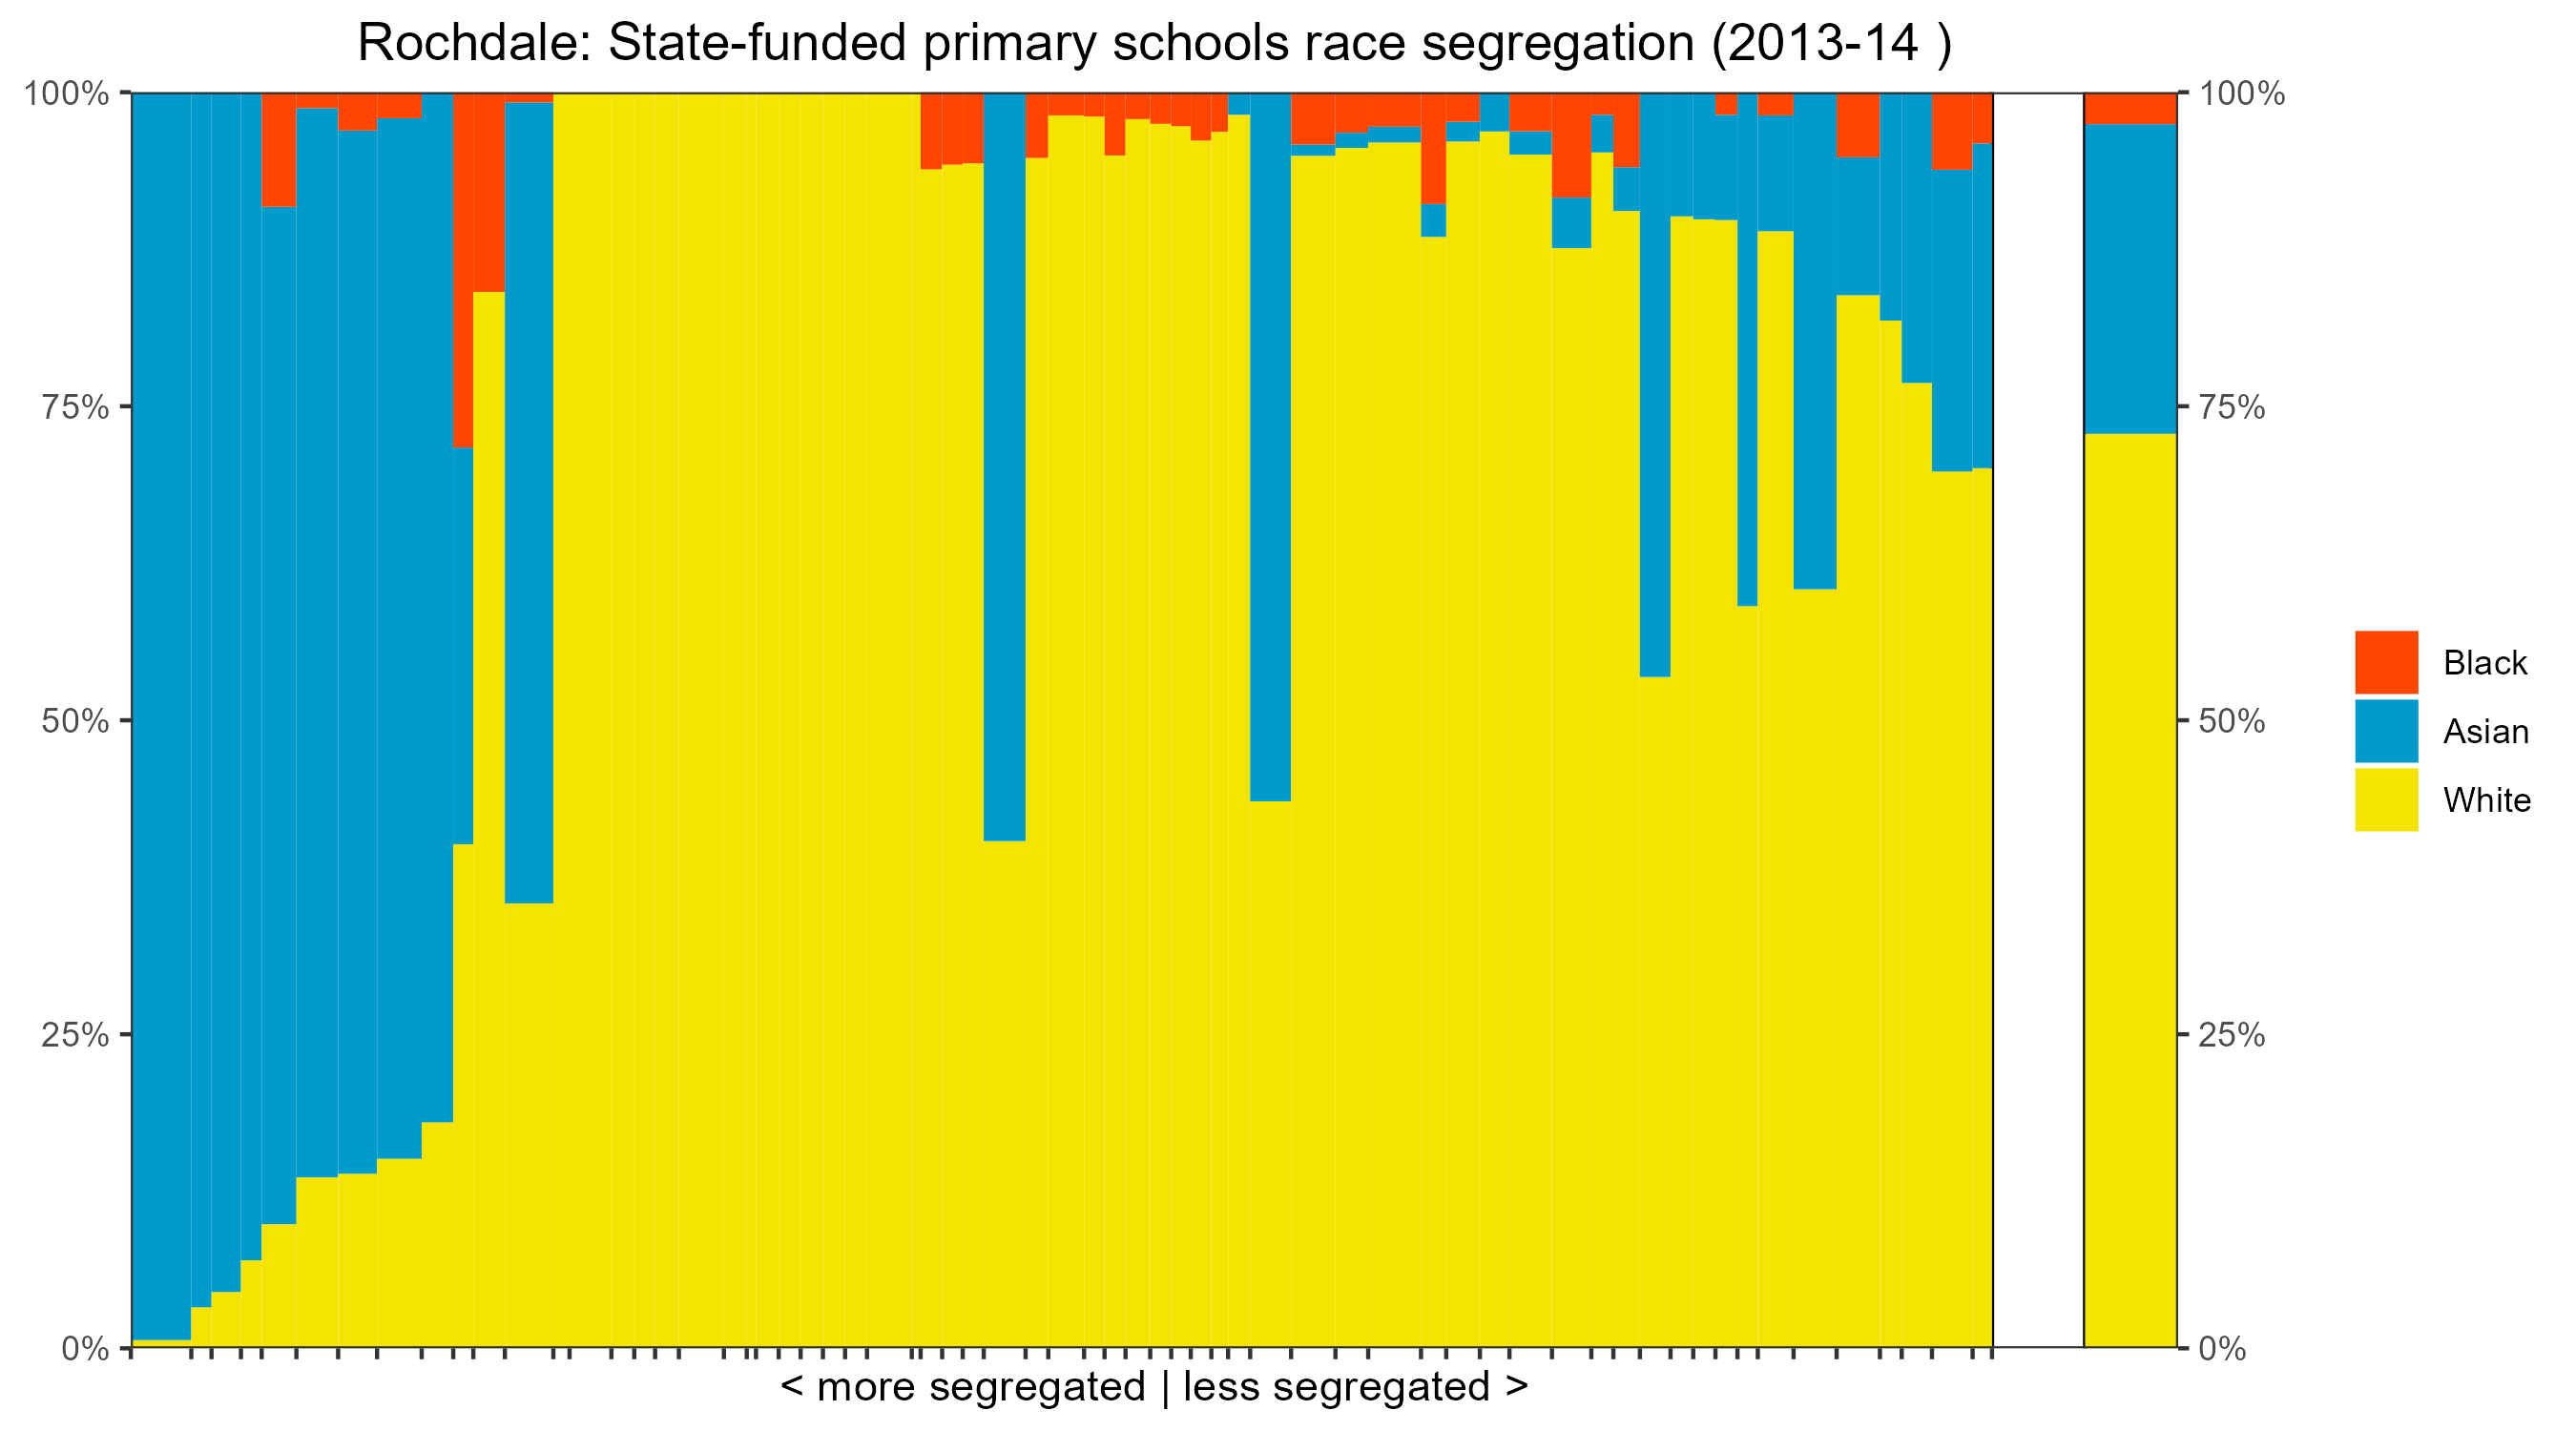 Rochdale: State-funded primary schools race segregation (2013-14 )
100%
75%
50%
25%
0%
100%
75%
50%
25%
0%
Black
Asian
White
< more segregated | less segregated >